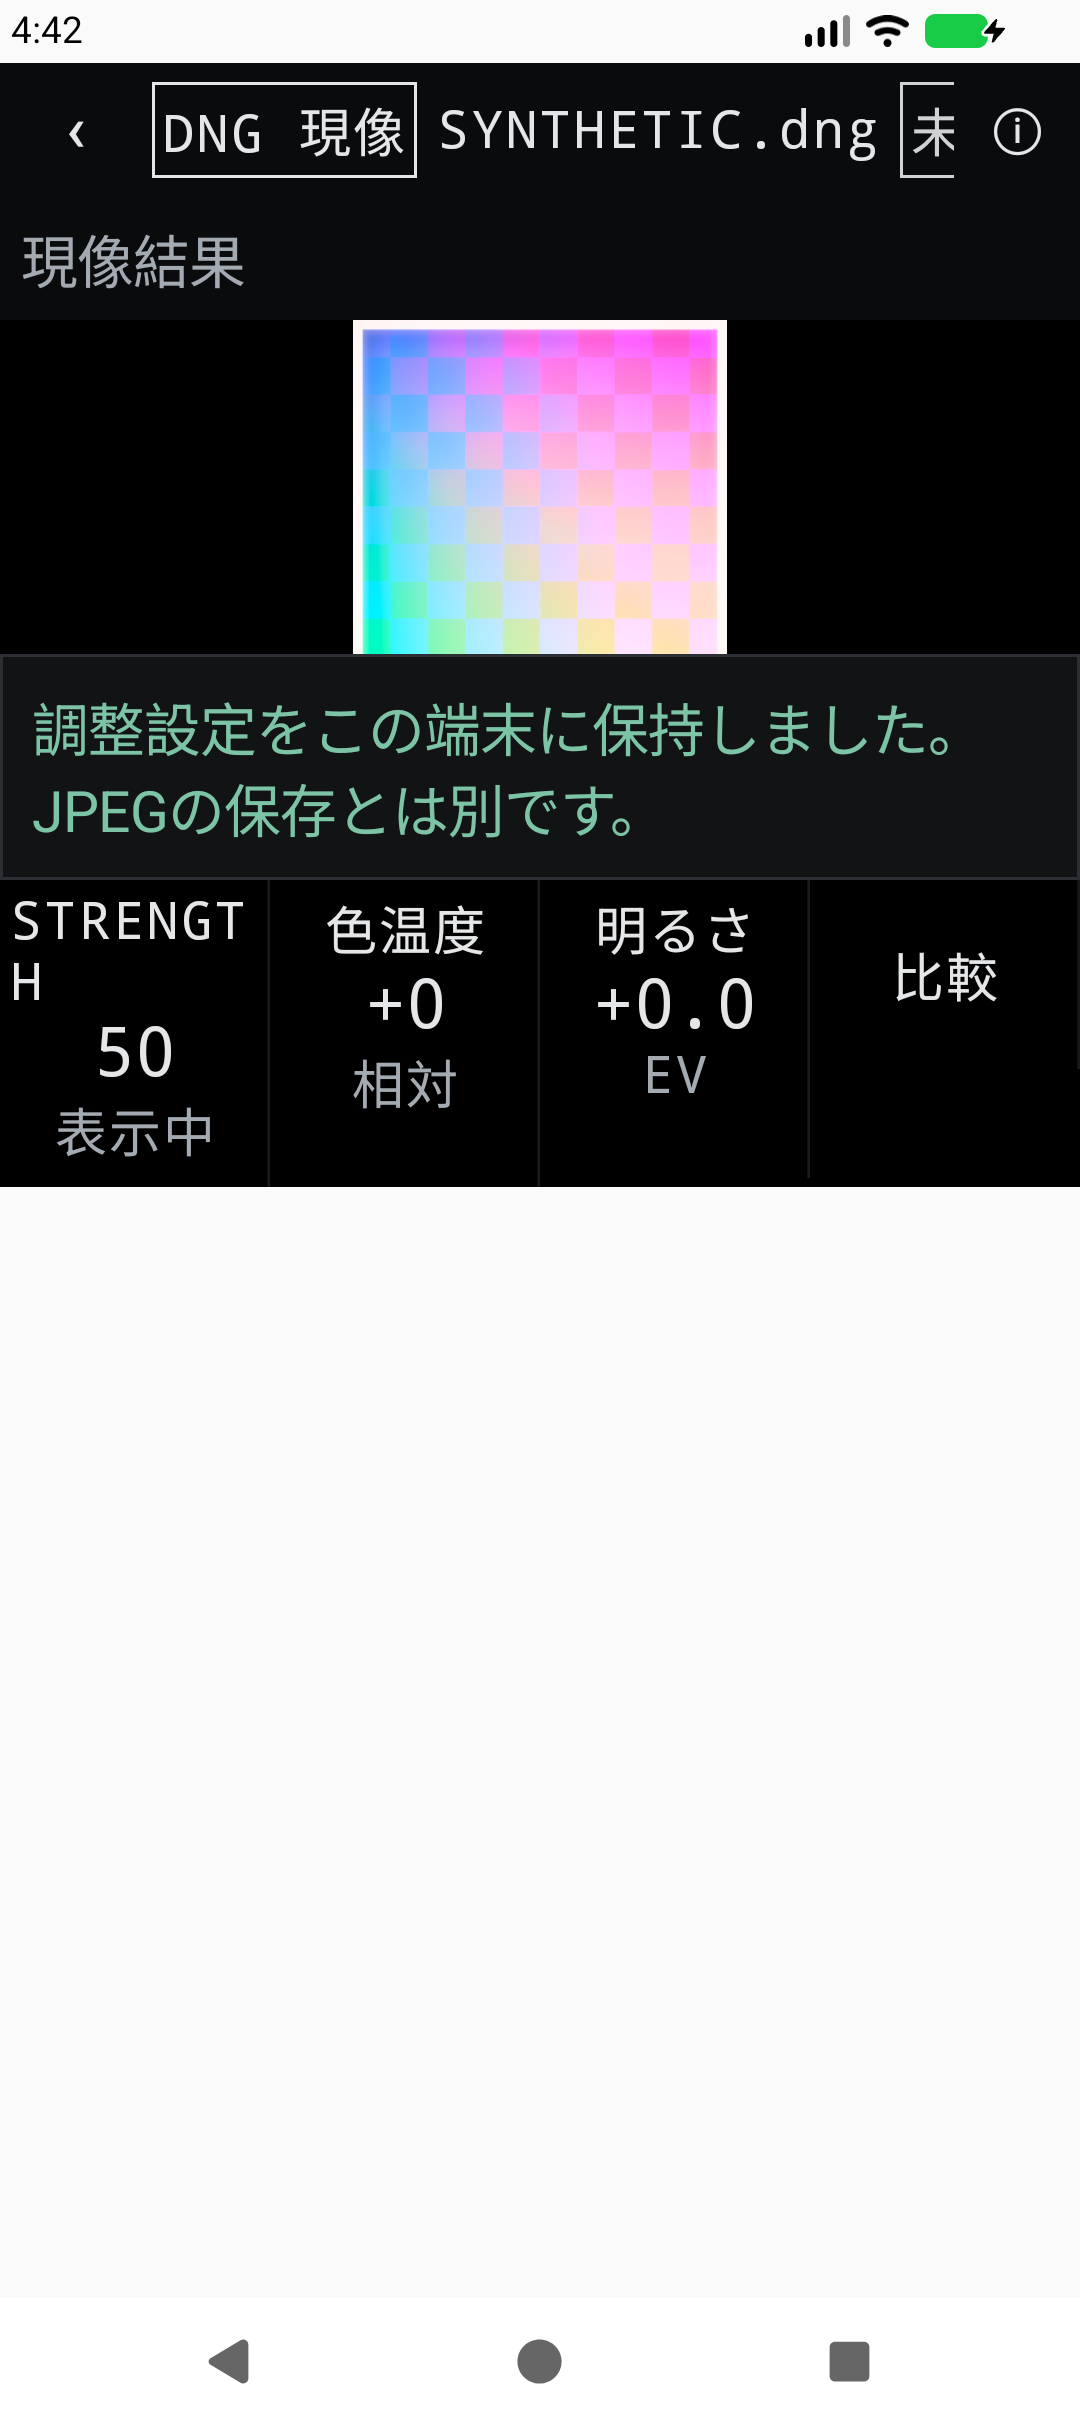 4:42
DNG 現像 SYNTHETIC.dng 未
現像結果
調整設定をこの端末に保持しました。
JPEGの保存とは別です。
STRENGT
H
50
表示中
色温度
+0
相対
明るさ
+0.0
EV
比較